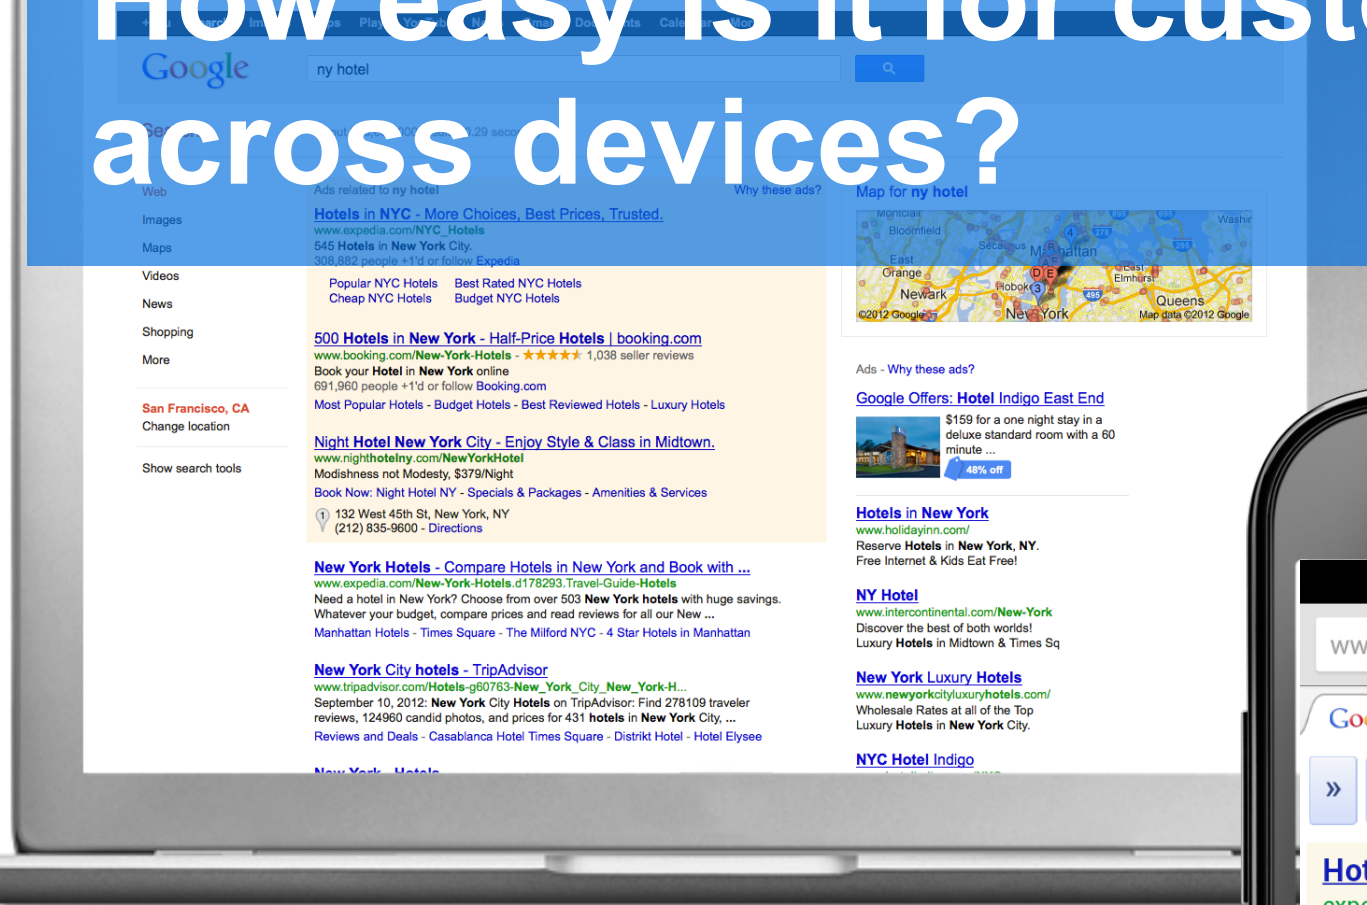 How easy is it for
across devices?
Google
ny hotel
Web
Images
Maps
Videos
News
Shopping
More
San Francisco, CA
Change location
Show search tools
Ads related to ny hotel
Why these ads?
Hotels in NYC - More Choices, Best Prices, Trusted.
www.expedia.com/NYC_Hotels
545 Hotels in New York City.
308,882 people +1'd or follow Expedia
Popular NYC Hotels Best Rated NYC Hotels
Cheap NYC Hotels Budget NYC Hotels
500 Hotels in New York - Half-Price Hotels | booking.com
www.booking.com/New-York-Hotels - 1,038 seller reviews
Book your Hotel in New York online
691,960 people +1'd or follow Booking.com
Most Popular Hotels - Budget Hotels - Best Reviewed Hotels - Luxury Hotels
Night Hotel New York City - Enjoy Style & Class in Midtown.
www.nighthotelny.com/NewYorkHotel
Modishness not Modesty, $379/Night
Book Now: Night Hotel NY - Specials & Packages - Amenities & Services
1 132 West 45th St, New York, NY
(212) 835-9600 - Directions
New York Hotels - Compare Hotels in New York and Book with ...
www.expedia.com/New-York-Hotels.d178293.Travel-Guide-Hotels
Need a hotel in New York? Choose from over 503 New York hotels with huge savings.
Whatever your budget, compare prices and read reviews for all our New ...
Manhattan Hotels - Times Square - The Milford NYC - 4 Star Hotels in Manhattan
New York City hotels - TripAdvisor
www.tripadvisor.com/Hotels-g60763-New_York_City_New_York-H...
September 10, 2012: New York City Hotels on TripAdvisor: Find 278109 traveler
reviews, 124960 candid photos, and prices for 431 hotels in New York City, ...
Reviews and Deals - Casablanca Hotel Times Square - Distrikt Hotel - Hotel Elysee
New York - Hotels
Map for ny hotel
Montclair
Bloomfield
Secaucus
Manhattan
East
Orange
East
Elmhurst
Newark
Queens
New York
©2012 Google Map data ©2012 Google
Ads - Why these ads?
Google Offers: Hotel Indigo East End
$159 for a one night stay in a
deluxe standard room with a 60
minute ...
48% off
Hotels in New York
www.holidayinn.com/
Reserve Hotels in New York, NY.
Free Internet & Kids Eat Free!
NY Hotel
www.intercontinental.com/New-York
Discover the best of both worlds!
Luxury Hotels in Midtown & Times Sq
New York Luxury Hotels
www.newyorkcityluxuryhotels.com/
Wholesale Rates at all of the Top
Luxury Hotels in New York City.
NYC Hotel Indigo
»